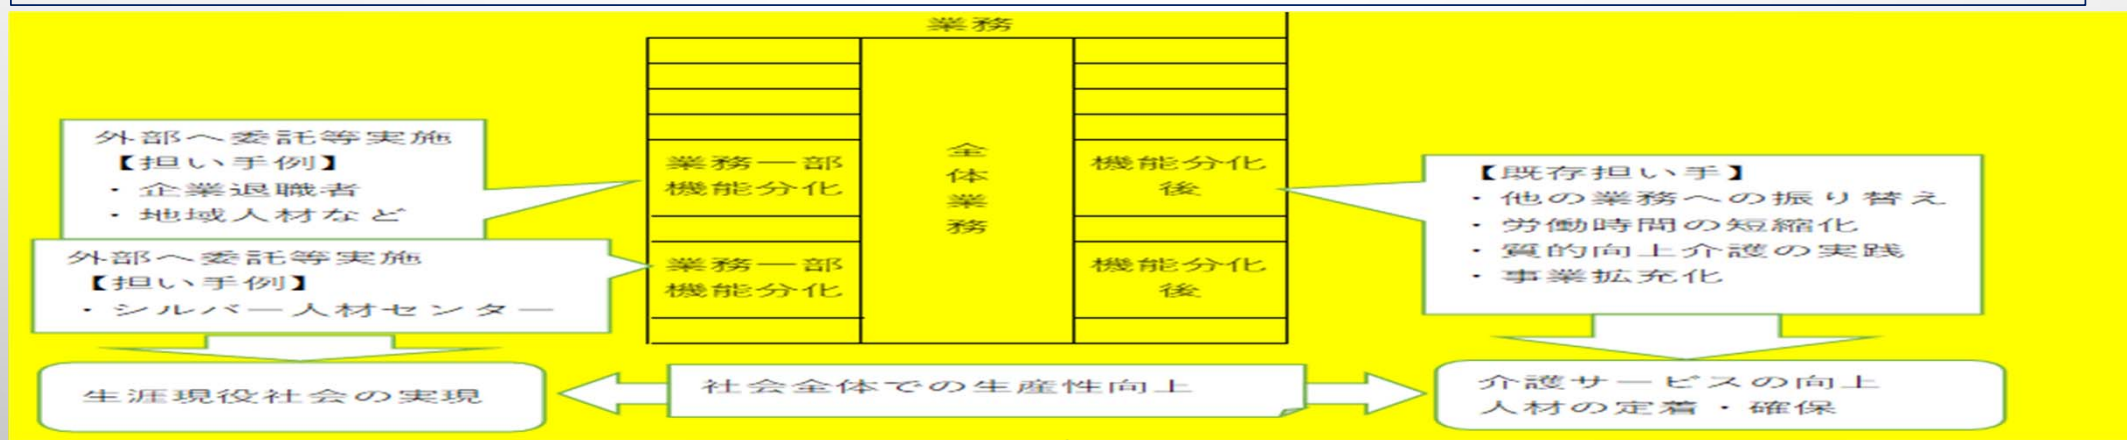 業務
外部へ委託等実施
【担い手例】
・企業退職者
・地域人材など
外部へ委託等実施
【担い手例】
・シルバー人材センター
業務一部
機能分化
業務一部
機能分化
全体業務
機能分化
後
機能分化
後
【既存担い手】
・他の業務への振り替え
・労働時間の短縮化
・質的向上介護の実践
・事業拡充化
生涯現役社会の実現
社会全体での生産性向上
介護サービスの向上
人材の定着・確保